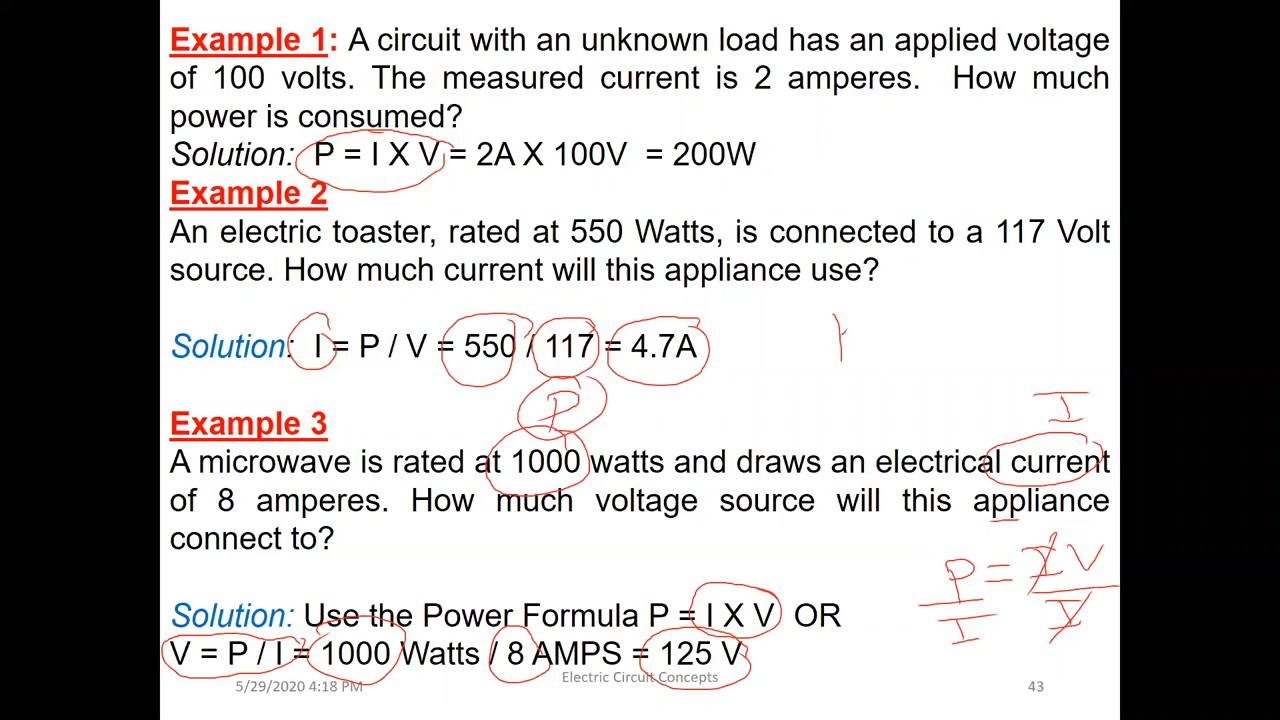 Example 1: A circuit with an unknown load has an applied voltage
of 100 volts. The measured current is 2 amperes. How much
power is consumed?
Solution: P = I X V = 2A X 100V = 200W
Example 2
An electric toaster, rated at 550 Watts, is connected to a 117 Volt
source. How much current will this appliance use?
Solution: I = P / V = 550 / 117 = 4.7A
P
I
Example 3
A microwave is rated at 1000 watts and draws an electrical current
of 8 amperes. How much voltage source will this appliance
connect to?
P = I V
I I
Solution: Use the Power Formula P = I X V OR
V = P / I = 1000 Watts / 8 AMPS = 125 V
5/29/2020 4:18 PM
Electric Circuit Concepts
43